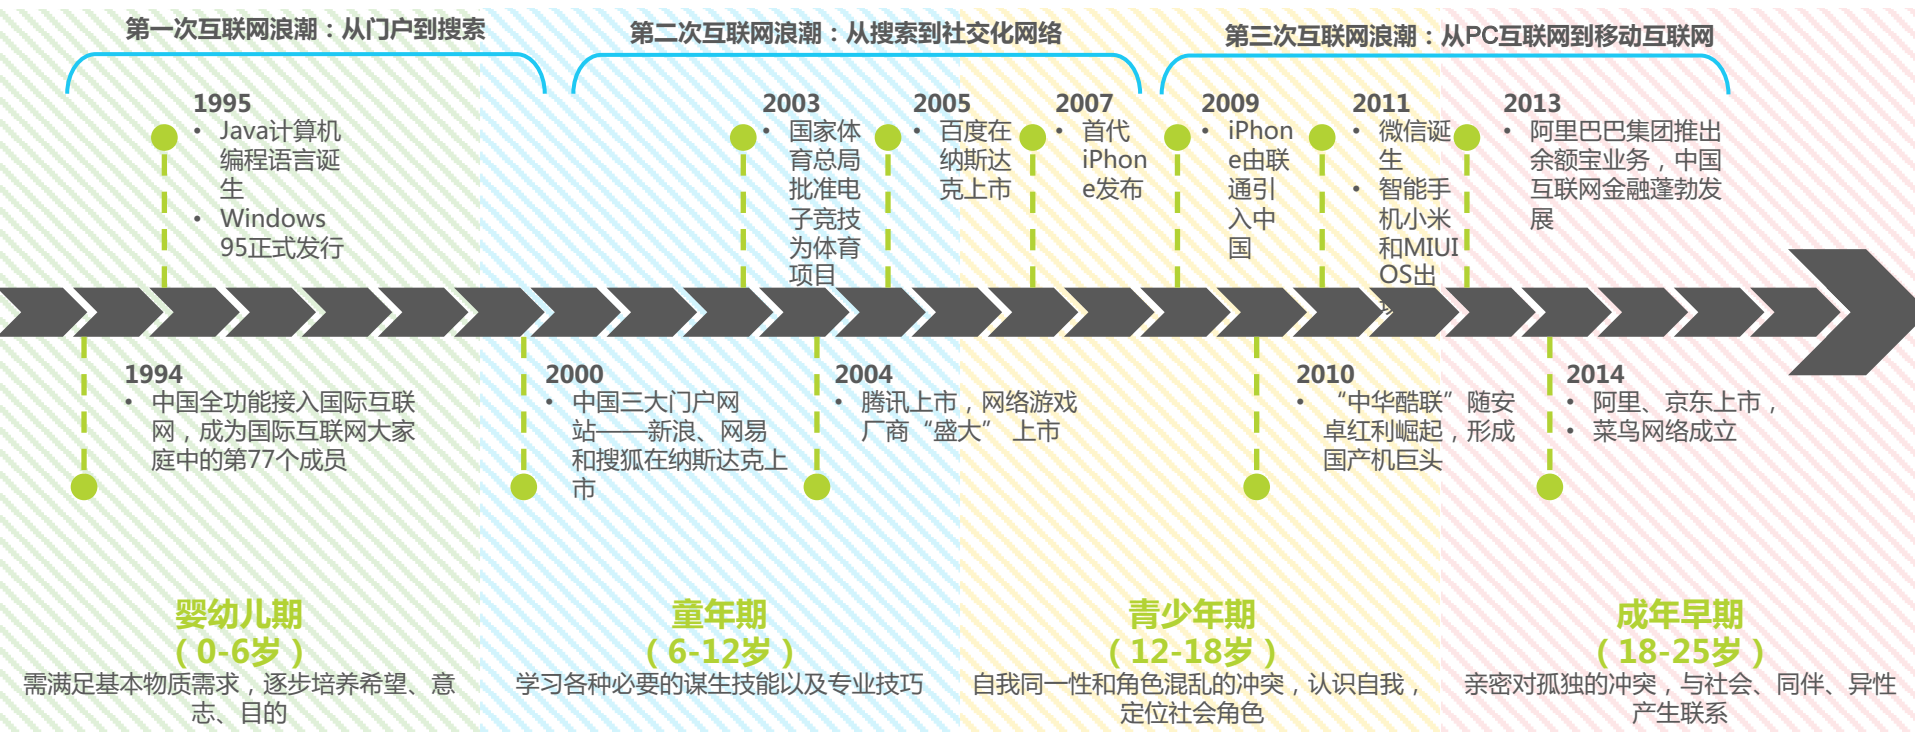 第一次互联网浪潮：从门户到搜索
第二次互联网浪潮：从搜索到社交化网络
第三次互联网浪潮：从PC互联网到移动互联网
1995
• Java计算机
编程语言诞
生
• Windows
95正式发行
2003
• 国家体
育总局
批准电
子竞技
为体育
项目
2005
• 百度在
纳斯达
克上市
2007
• 首代
iPhon
e发布
2009
• iPhon
e由联
通引
入中
国
2011
• 微信诞
生
• 智能手
机小米
和MIUI
OS出
2013
• 阿里巴巴集团推出
余额宝业务，中国
互联网金融蓬勃发
展
1994
• 中国全功能接入国际互联
网，成为国际互联网大家
庭中的第77个成员
2000
• 中国三大门户网
站——新浪、网易
和搜狐在纳斯达克上
市
2004
• 腾讯上市，网络游戏
厂商“盛大” 上市
2010
• “中华酷联”随安
卓红利崛起，形成
国产机巨头
2014
• 阿里、京东上市，
• 菜鸟网络成立
婴幼儿期
（0-6岁）
需满足基本物质需求，逐步培养希望、意
志、目的
童年期
（6-12岁）
学习各种必要的谋生技能以及专业技巧
青少年期
（12-18岁）
自我同一性和角色混乱的冲突，认识自我，
定位社会角色
成年早期
（18-25岁）
亲密对孤独的冲突，与社会、同伴、异性
产生联系